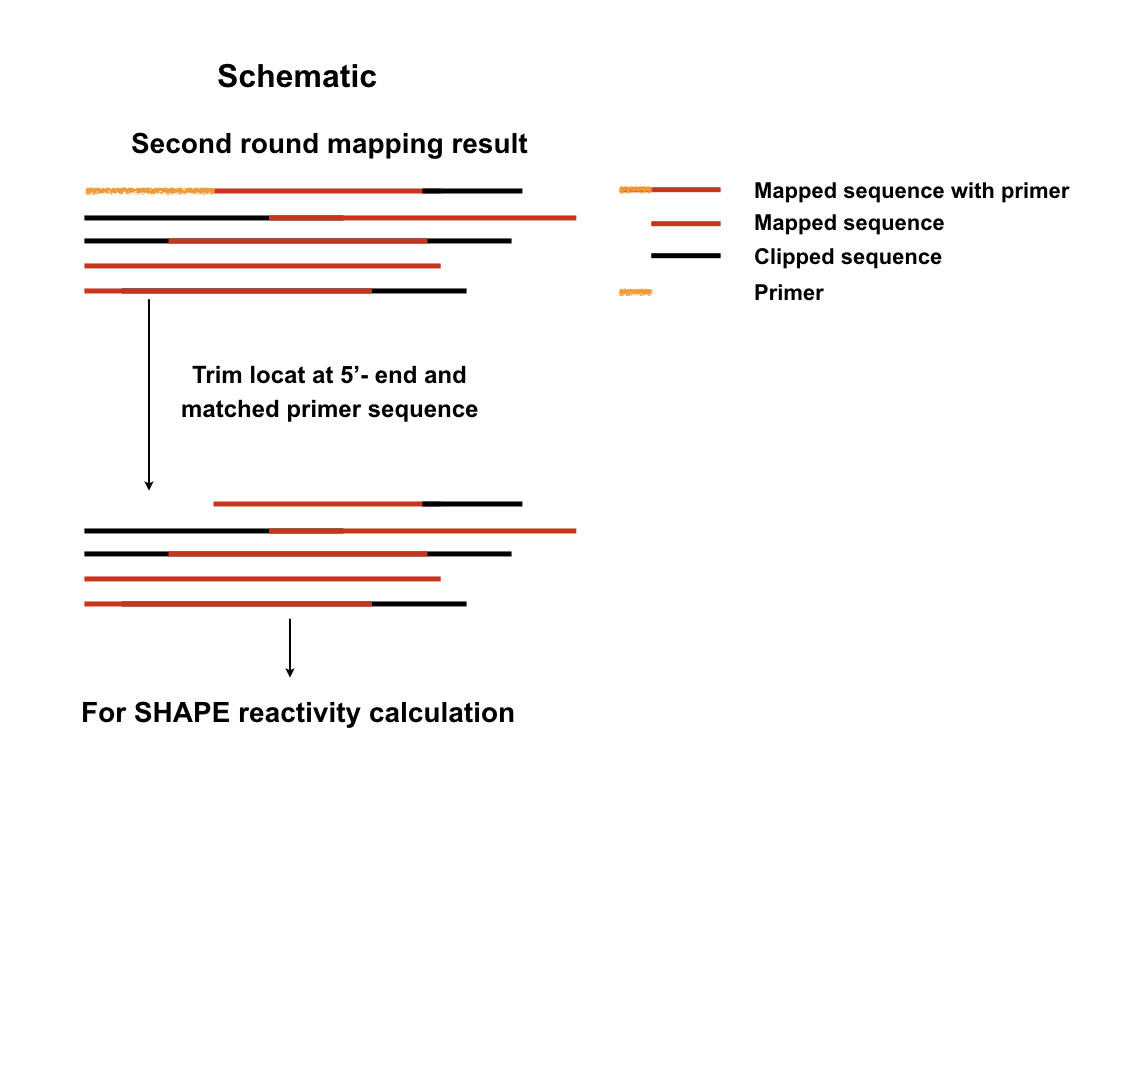 Schematic
Second round mapping result
Mapped sequence with primer
Mapped sequence
Clipped sequence
Primer
Trim locat at 5’- end and
matched primer sequence
For SHAPE reactivity calculation